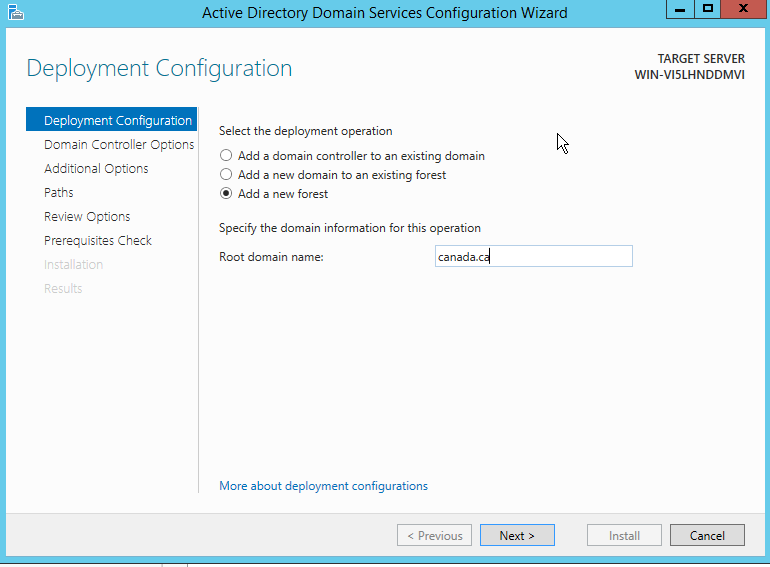 Active Directory Domain Services Configuration Wizard
Deployment Configuration
TARGET SERVER
WIN-VI5LHNDDMVI
Deployment Configuration
Domain Controller Options
Additional Options
Paths
Review Options
Prerequisites Check
Installation
Results
Select the deployment operation
Add a domain controller to an existing domain
Add a new domain to an existing forest
Add a new forest
Specify the domain information for this operation
Root domain name:
canada.ca
More about deployment configurations
< Previous
Next >
Install
Cancel